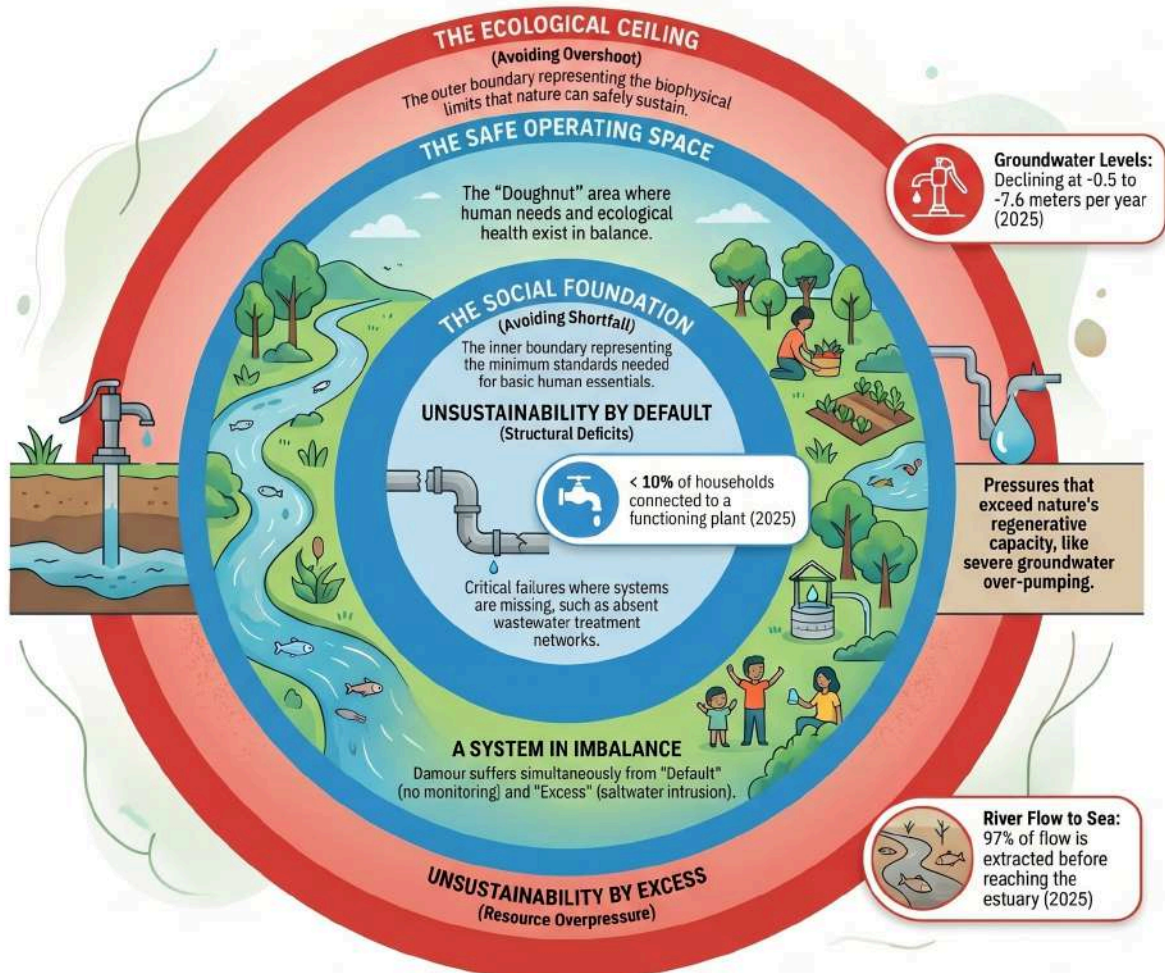 THE ECOLOGICAL CEILING
(Avoiding Overshoot)
The outer boundary representing the biophysical
limits that nature can safely sustain.
THE SAFE OPERATING SPACE
The “Doughnut” area where
human needs and ecological
health exist in balance.
Groundwater Levels:
Declining at -0.5 to
-7.6 meters per year
(2025)
THE SOCIAL FOUNDATION
(Avoiding Shortfall)
The inner boundary representing
the minimum standards needed
for basic human essentials.
UNSUSTAINABILITY BY DEFAULT
(Structural Deficits)
< 10% of households
connected to a
functioning plant (2025)
Critical failures where systems
are missing, such as absent
wastewater treatment
networks.
Pressures that
exceed nature's
regenerative
capacity, like
severe groundwater
over-pumping.
A SYSTEM IN IMBALANCE
Damour suffers simultaneously from "Default"
(no monitoring) and "Excess" (saltwater intrusion).
UNSUSTAINABILITY BY EXCESS
(Resource Overpressure)
River Flow to Sea:
97% of flow is
extracted before
reaching the
estuary (2025)